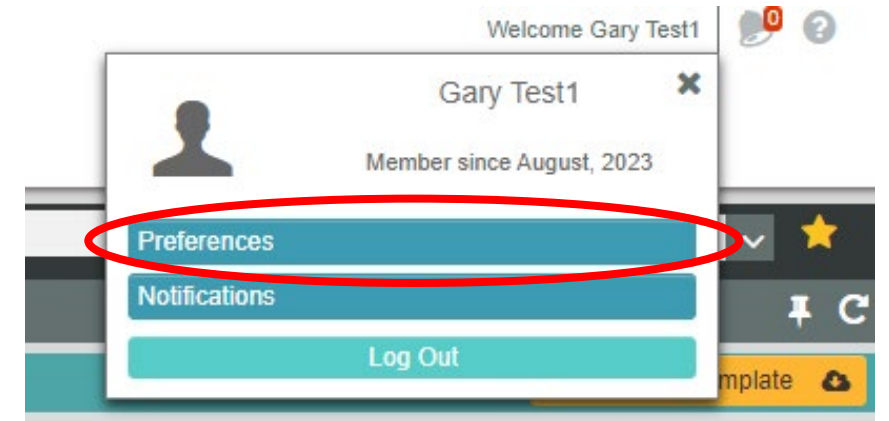 Welcome Gary Test1
0
?
Gary Test1
Member since August, 2023
Preferences
Notifications
Log Out
mplate